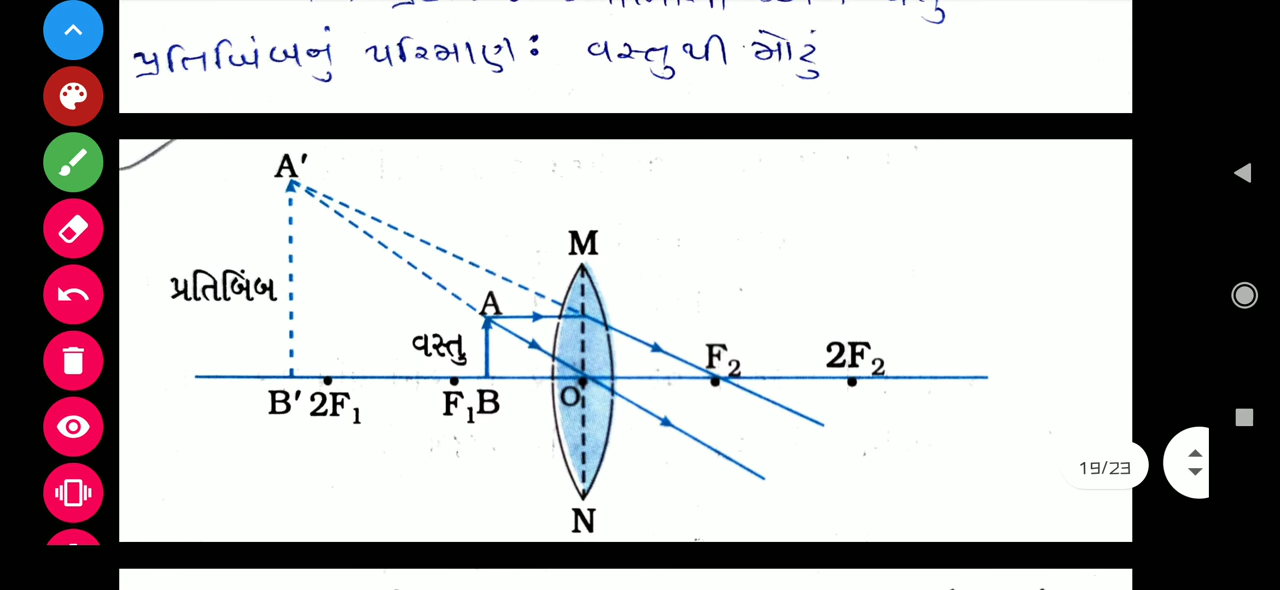 પ્રતિબિંબનું પરિમાણ : વસ્તુથી મોટું
A′
M
પ્રતિબિંબ
A
વસ્તુ
F₂
2F₂
B′ 2F₁
F₁B
O
19/23
N